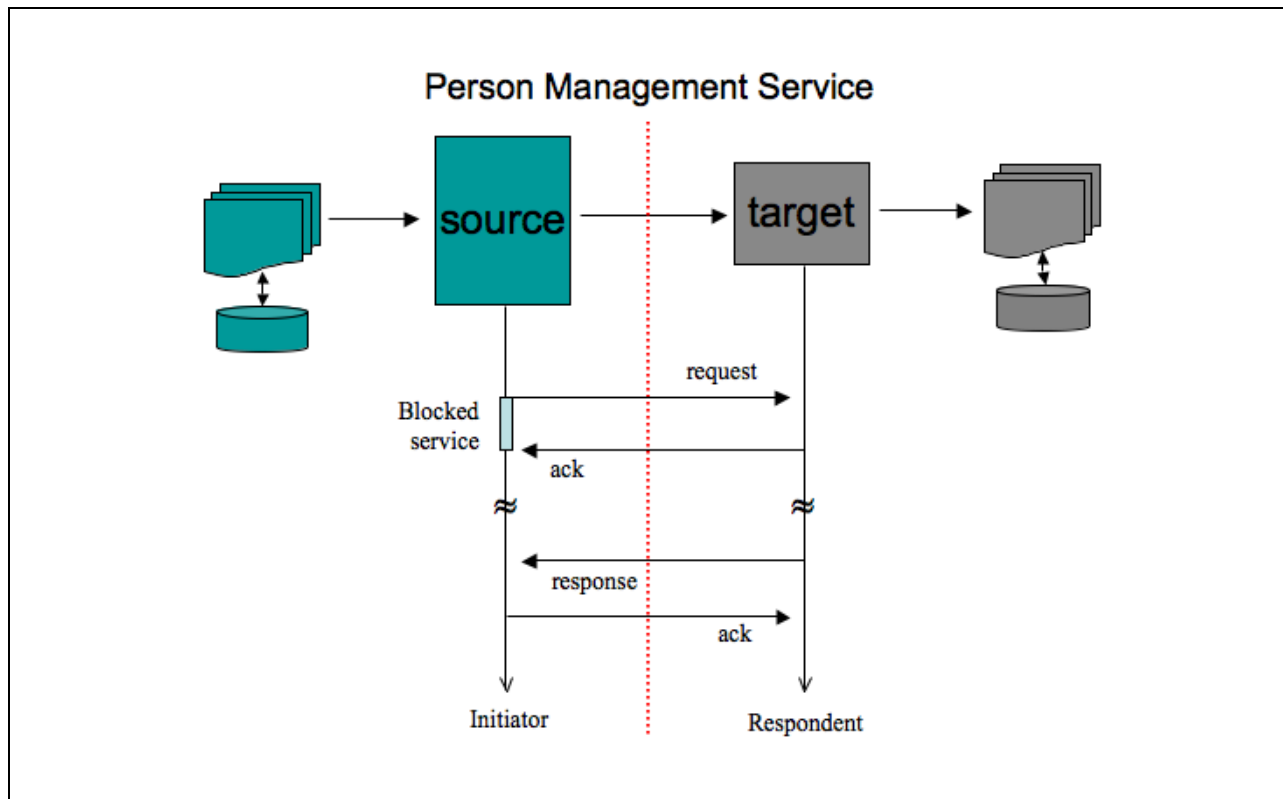 Person Management Service
source
target
request
Blocked
service
ack
response
ack
Initiator
Respondent